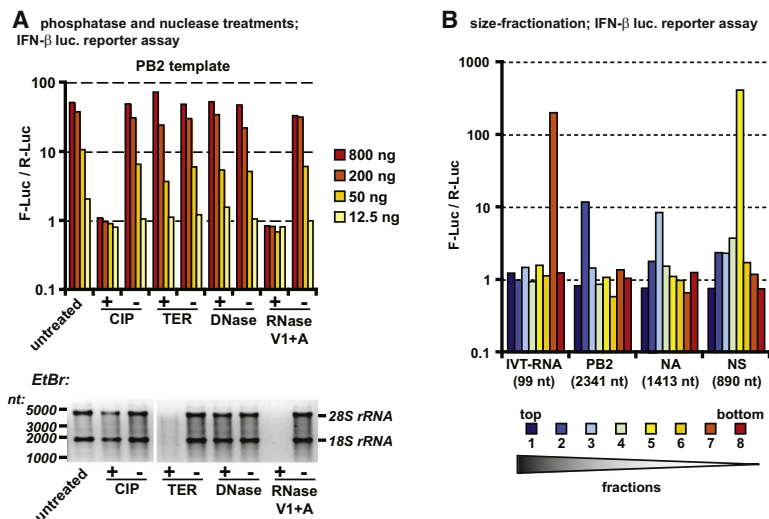 A phosphatase and nuclease treatments;
IFN-β luc. reporter assay
PB2 template
F-Luc / R-Luc
100
10
1
0.1
800 ng
200 ng
50 ng
12.5 ng
untreated
+ - + - + - + -
CIP TER DNase RNase
V1+A
EtBr:
nt:
5000
3000
2000
1000
28S rRNA
18S rRNA
untreated
+ - + - + - + -
CIP TER DNase RNase
V1+A
B size-fractionation; IFN-β luc. reporter assay
F-Luc / R-Luc
1000
100
10
1
0.1
IVT-RNA PB2 NA NS
(99 nt) (2341 nt) (1413 nt) (890 nt)
top bottom
1 2 3 4 5 6 7 8
fractions